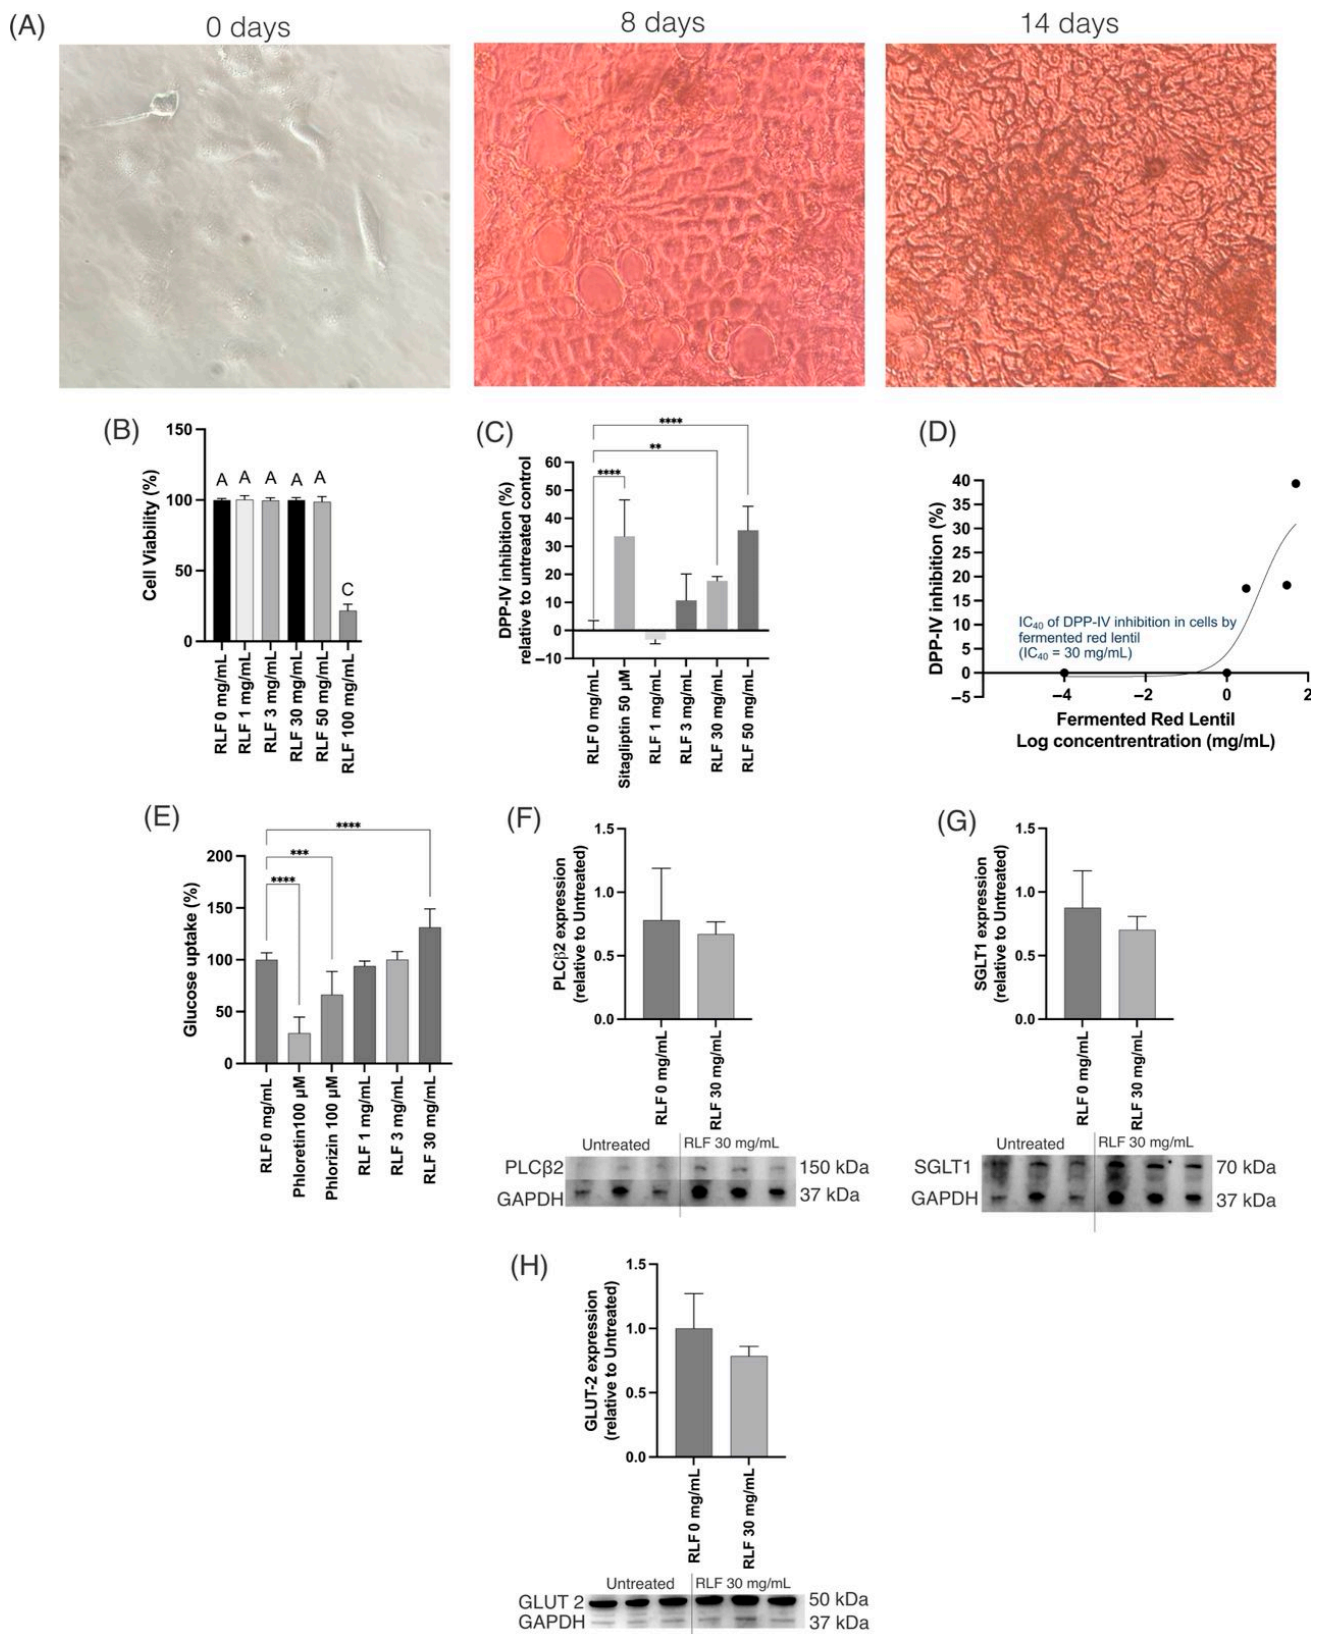 (A)
0 days
8 days
14 days
(B)
Cell Viability (%)
150
100
50
0
A
A
A
A
A
C
RLF 0 mg/mL
RLF 1 mg/mL
RLF 3 mg/mL
RLF 30 mg/mL
RLF 50 mg/mL
RLF 100 mg/mL
(C)
DPP-IV inhibition (%)
relative to untreated control
60
50
40
30
20
10
0
−10
****
**
****
RLF 0 mg/mL
Sitagliptin 50 µM
RLF 1 mg/mL
RLF 3 mg/mL
RLF 30 mg/mL
RLF 50 mg/mL
(D)
DPP-IV inhibition (%)
40
35
30
25
20
15
10
5
0
−5
IC40 of DPP-IV inhibition in cells by
fermented red lentil
(IC40 = 30 mg/mL)
−4
−2
0
2
Fermented Red Lentil
Log concentrentration (mg/mL)
(E)
Glucose uptake (%)
200
150
100
50
0
****
***
****
RLF 0 mg/mL
Phloretin100 µM
Phlorizin 100 µM
RLF 1 mg/mL
RLF 3 mg/mL
RLF 30 mg/mL
(F)
PLCβ2 expression
(relative to Untreated)
1.5
1.0
0.5
0.0
RLF 0 mg/mL
RLF 30 mg/mL
Untreated
RLF 30 mg/mL
PLCβ2
150 kDa
GAPDH
37 kDa
(G)
SGLT1 expression
(relative to Untreated)
1.5
1.0
0.5
0.0
RLF 0 mg/mL
RLF 30 mg/mL
Untreated
RLF 30 mg/mL
SGLT1
70 kDa
GAPDH
37 kDa
(H)
GLUT-2 expression
(relative to Untreated)
1.5
1.0
0.5
0.0
RLF 0 mg/mL
RLF 30 mg/mL
Untreated
RLF 30 mg/mL
GLUT 2
50 kDa
GAPDH
37 kDa